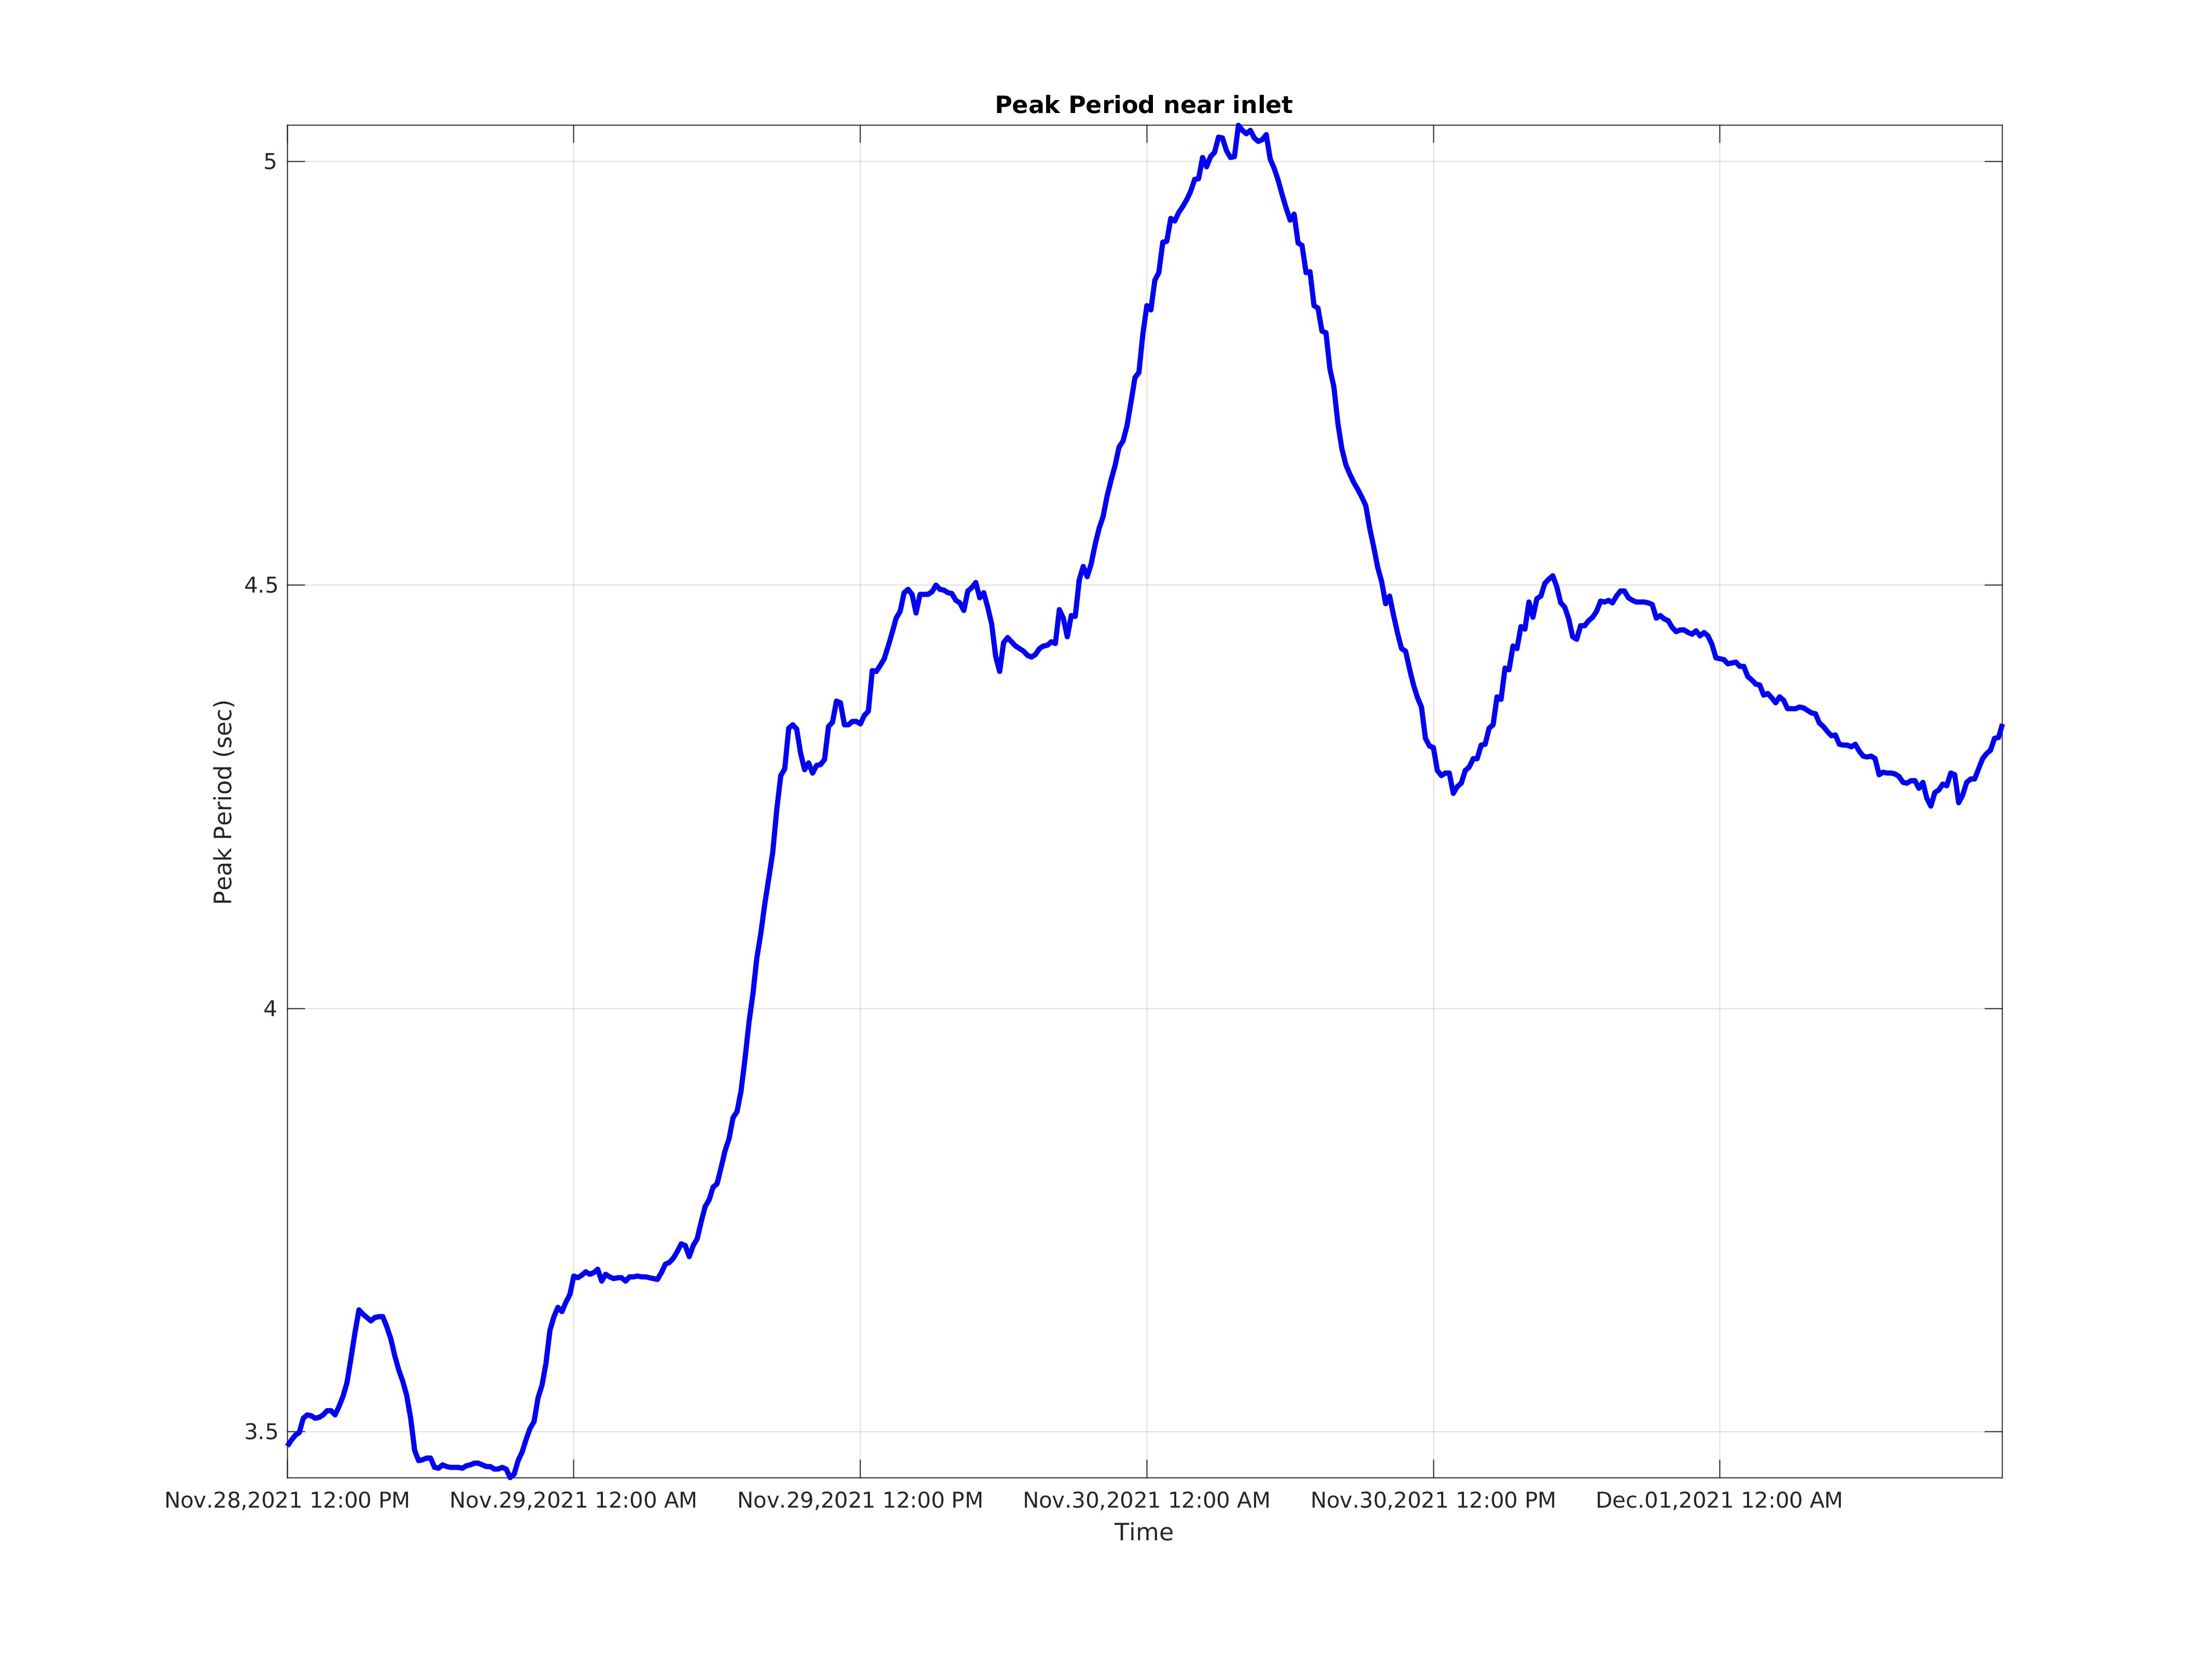 Peak Period near inlet
5
4.5
4
3.5
Peak Period (sec)
Nov.28,2021 12:00 PM Nov.29,2021 12:00 AM Nov.29,2021 12:00 PM Nov.30,2021 12:00 AM Nov.30,2021 12:00 PM Dec.01,2021 12:00 AM
Time